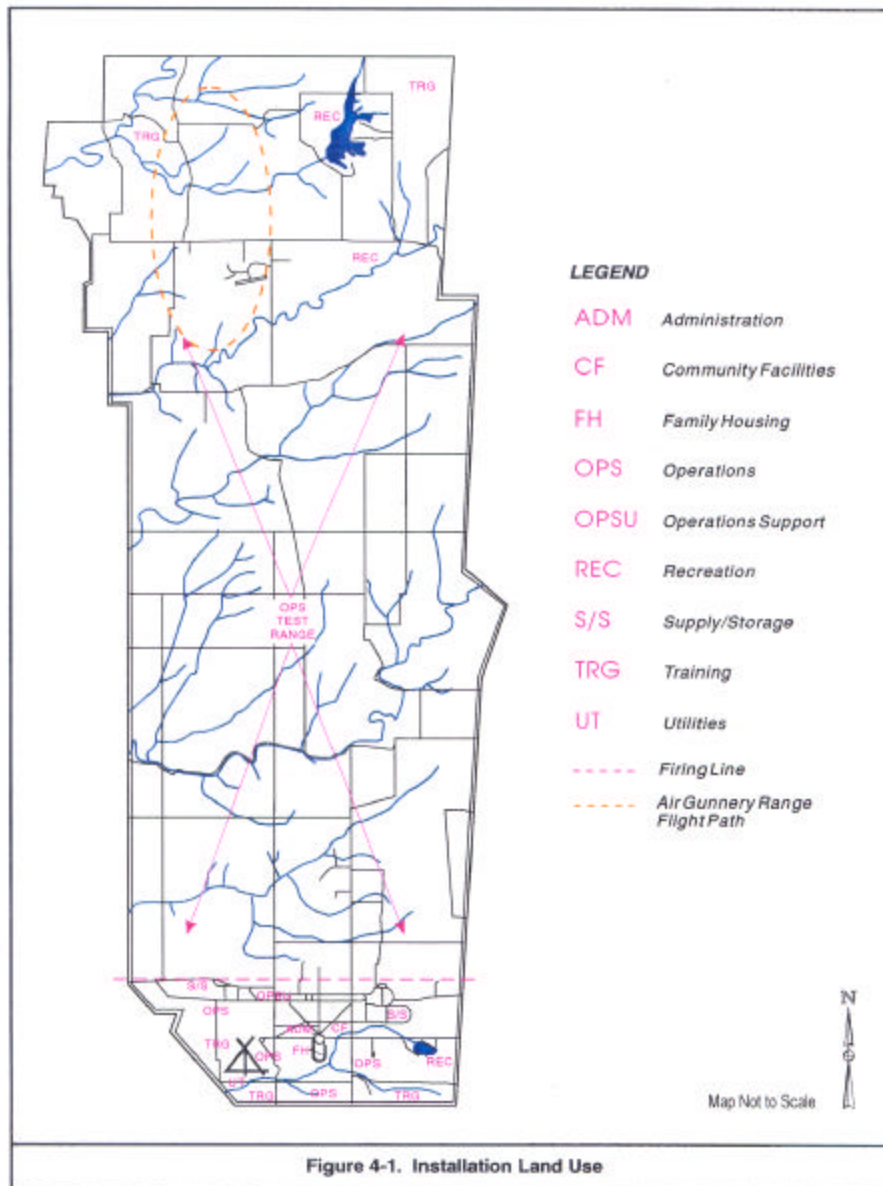 TRG
REC
TRG
REC
OPS
TEST
RANGE
S/S
OPSU
OPS
S/S
ADM
CF
TRG
OPS
FH
OPS
REC
UT
TRG
OPS
TRG
LEGEND
ADM Administration
CF Community Facilities
FH Family Housing
OPS Operations
OPSU Operations Support
REC Recreation
S/S Supply/Storage
TRG Training
UT Utilities
Firing Line
Air Gunnery Range
Flight Path
N
Map Not to Scale
Figure 4-1. Installation Land Use